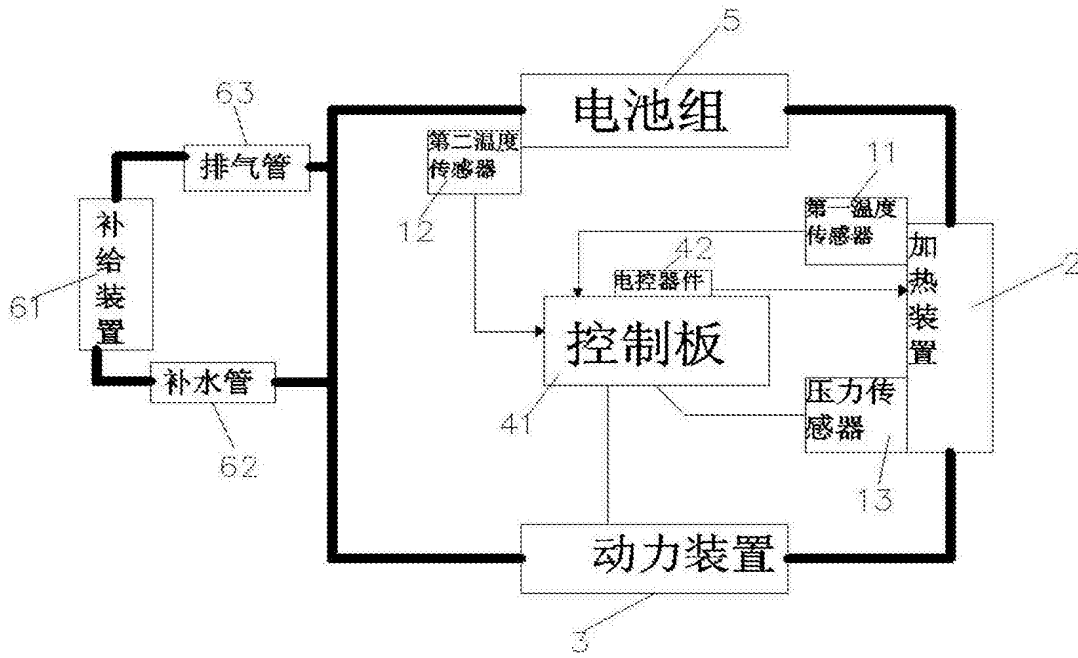 5
电池组
63
排气管
第二温度
传感器
12
11
第一温度
传感器
补给装置
61
42
电控器件
加热装置
2
控制板
41
补水管
62
压力传
感器
13
动力装置
3